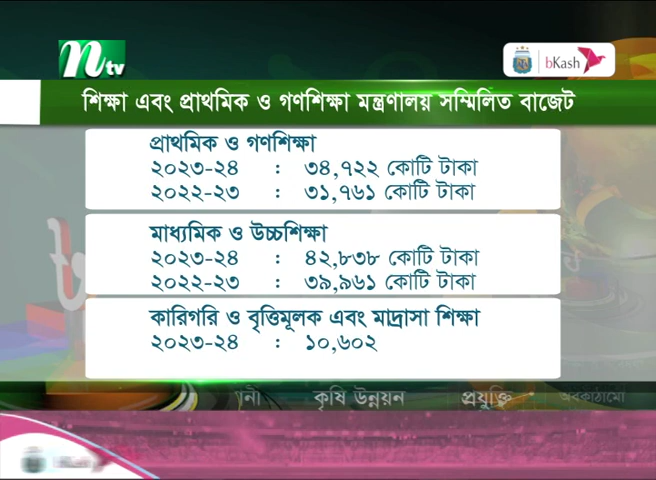 ntv
bKash
শিক্ষা এবং প্রাথমিক ও গণশিক্ষা মন্ত্রণালয় সম্মিলিত বাজেট
প্রাথমিক ও গণশিক্ষা
২০২৩-২৪ : ৩৪,৭২২ কোটি টাকা
২০২২-২৩ : ৩১,৭৬১ কোটি টাকা
মাধ্যমিক ও উচ্চশিক্ষা
২০২৩-২৪ : ৪২,৮৩৮ কোটি টাকা
২০২২-২৩ : ৩৯,৯৬১ কোটি টাকা
কারিগরি ও বৃত্তিমূলক এবং মাদ্রাসা শিক্ষা
২০২৩-২৪ : ১০,৬০২
কৃষি উন্নয়ন প্রযুক্তি অবকাঠামো